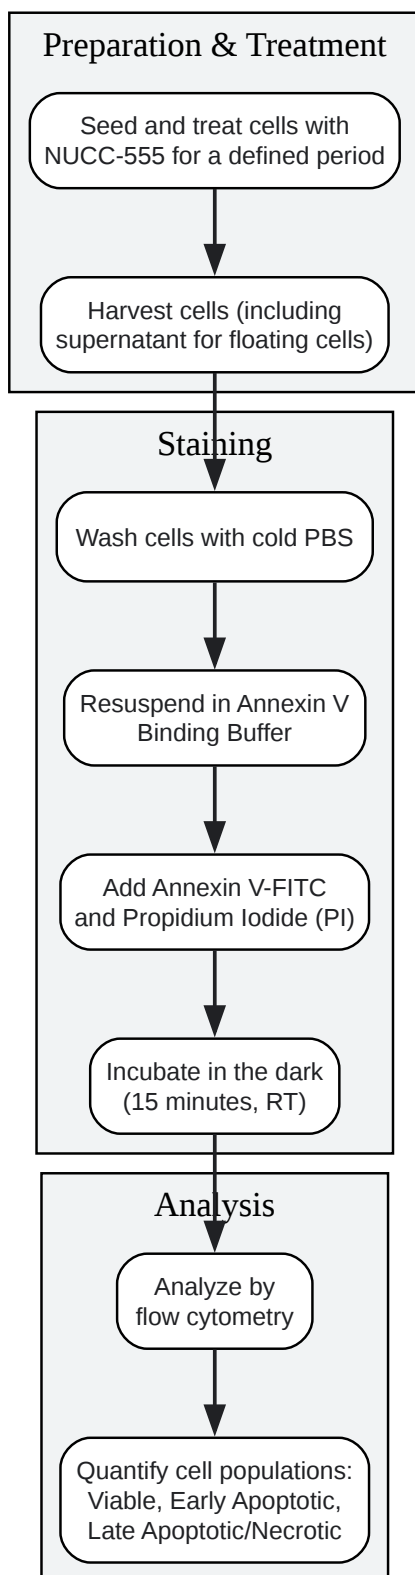 Preparation & Treatment
Seed and treat cells with
NUCC-555 for a defined period
Harvest cells (including
supernatant for floating cells)
Staining
Wash cells with cold PBS
Resuspend in Annexin V
Binding Buffer
Add Annexin V-FITC
and Propidium Iodide (PI)
Incubate in the dark
(15 minutes, RT)
Analysis
Analyze by
flow cytometry
Quantify cell populations:
Viable, Early Apoptotic,
Late Apoptotic/Necrotic